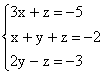 3x + z = −5
x + y + z = −2
2y − z = −3